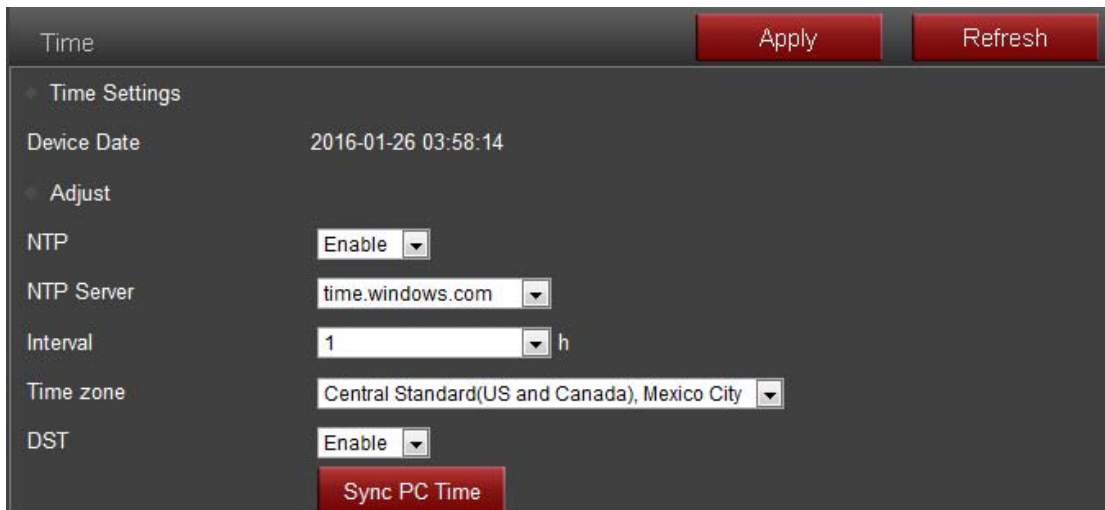 Time Apply Refresh
Time Settings
Device Date 2016-01-26 03:58:14
Adjust
NTP Enable
NTP Server time.windows.com
Interval 1 h
Time zone Central Standard(US and Canada), Mexico City
DST Enable
Sync PC Time